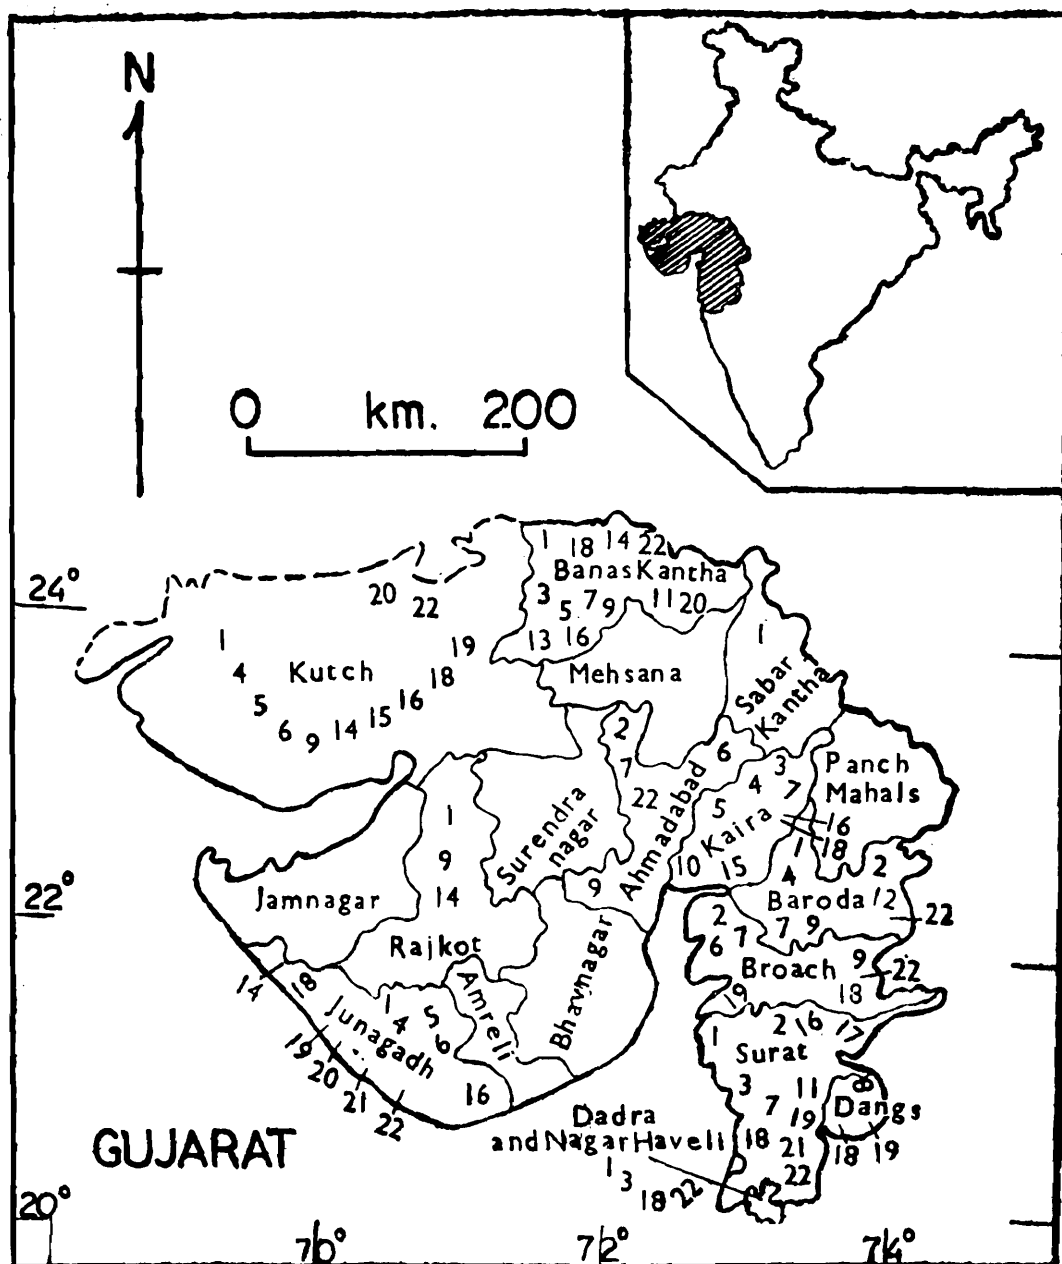 N
0 km. 200
1 18 14 22
Banas Kantha
3 5 7 9 11 20
13 16
24°
20 22
1
4
5
6 9 14 15 16 18 19
Kutch
Mehsana
1
Sabar
Kantha
2
7
22
6
Ahmadabad
9
3
4 7
5
Kaira
10 15
16
18
Panch
Mahals
1
9
14
Surendra
nagar
1
4
2
Baroda 12
7 9
22
22°
Jamnagar
Rajkot
Bhavnagar
Amreli
2
6 7
9
Broach
22
18
19
14
18
Junagadh
1 4 5 6
16
19
20
21
22
1 2 16 17
Surat
3 11
7 19
18 21
22
8
Dangs
18 19
Dadra
and Nagar Haveli
1 3 18 22
GUJARAT
20°
70° 72° 74°